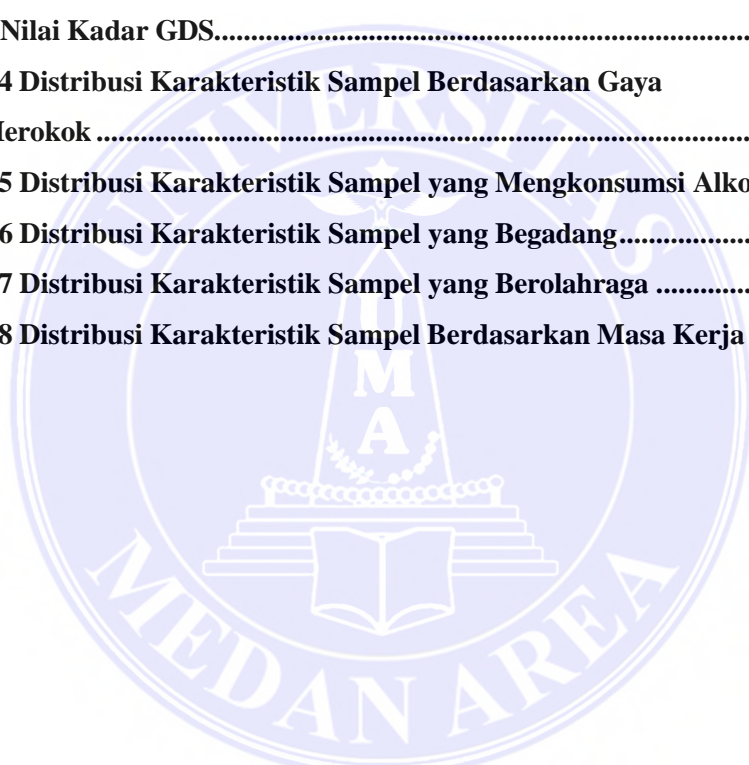 Nilai Kadar GDS...............................................................
4 Distribusi Karakteristik Sampel Berdasarkan Gaya
Merokok .............................................................................
5 Distribusi Karakteristik Sampel yang Mengkonsumsi Alko
6 Distribusi Karakteristik Sampel yang Begadang..................
7 Distribusi Karakteristik Sampel yang Berolahraga .............
8 Distribusi Karakteristik Sampel Berdasarkan Masa Kerja
UNIVERSITAS
UMA
MEDAN AREA